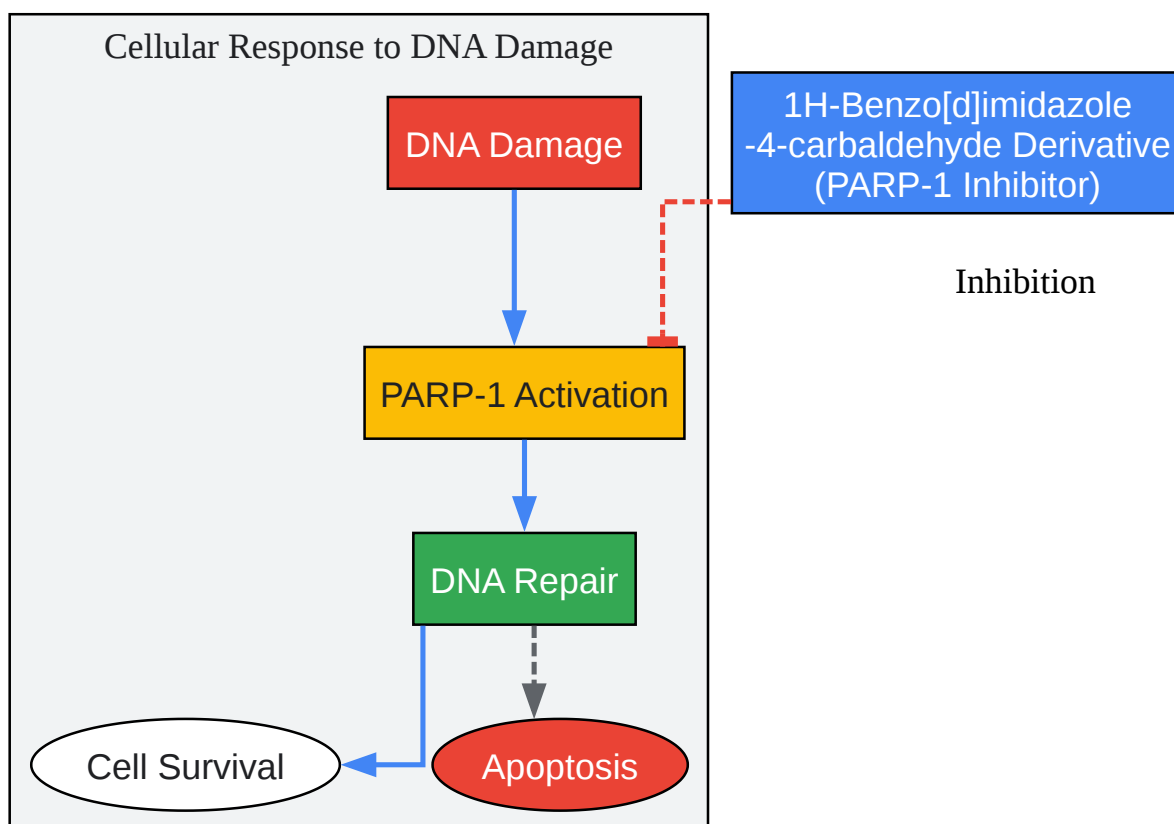 Cellular Response to DNA Damage
DNA Damage
1H-Benzo[d]imidazole
-4-carbaldehyde Derivative
(PARP-1 Inhibitor)
Inhibition
PARP-1 Activation
DNA Repair
Cell Survival
Apoptosis